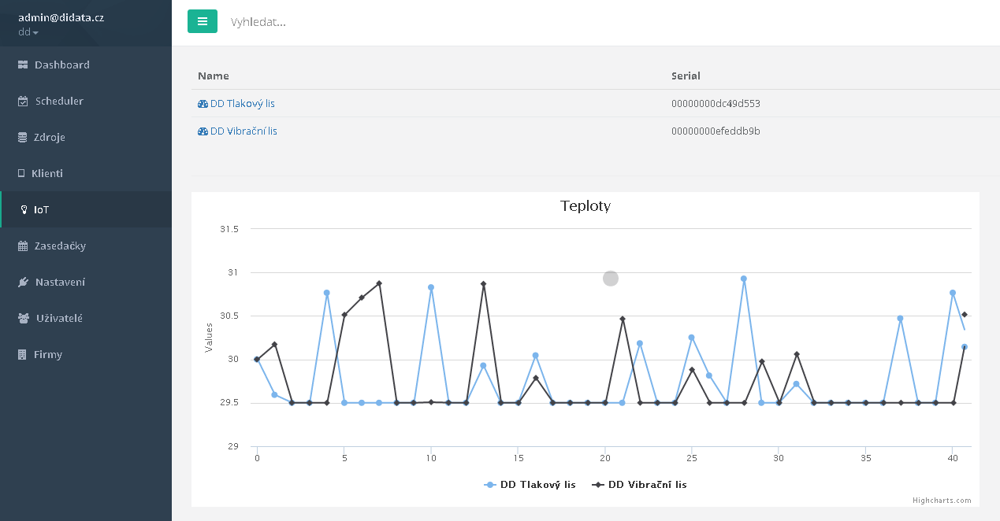 admin@didata.cz
dd
Dashboard
Scheduler
Zdroje
Klienti
IoT
Zasedačky
Nastavení
Uživatelé
Firmy
Vyhledat...
Name Serial
DD Tlakový lis 00000000dc49d553
DD Vibrační lis 00000000efeddb9b
Teploty
31.5
31
30.5
30
29.5
29
Values
0 5 10 15 20 25 30 35 40
DD Tlakový lis DD Vibrační lis
Highcharts.com